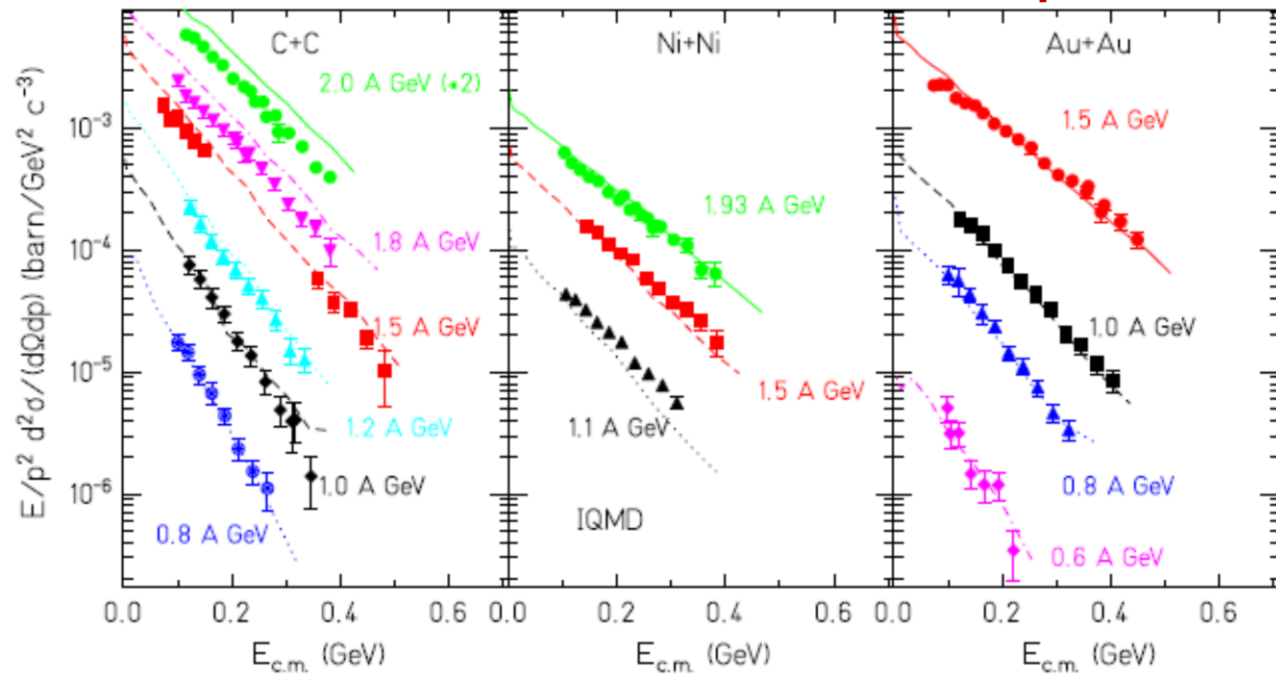 E/p² d²σ/(dΩdp) (barn/GeV² c⁻³)
10⁻³
10⁻⁴
10⁻⁵
10⁻⁶
C+C
2.0 A GeV (*2)
1.8 A GeV
1.5 A GeV
1.2 A GeV
1.0 A GeV
0.8 A GeV
0.0 0.2 0.4 0.6
E c.m. (GeV)
Ni+Ni
1.93 A GeV
1.5 A GeV
1.1 A GeV
IQMD
0.0 0.2 0.4 0.6
E c.m. (GeV)
Au+Au
1.5 A GeV
1.0 A GeV
0.8 A GeV
0.6 A GeV
0.0 0.2 0.4 0.6
E c.m. (GeV)